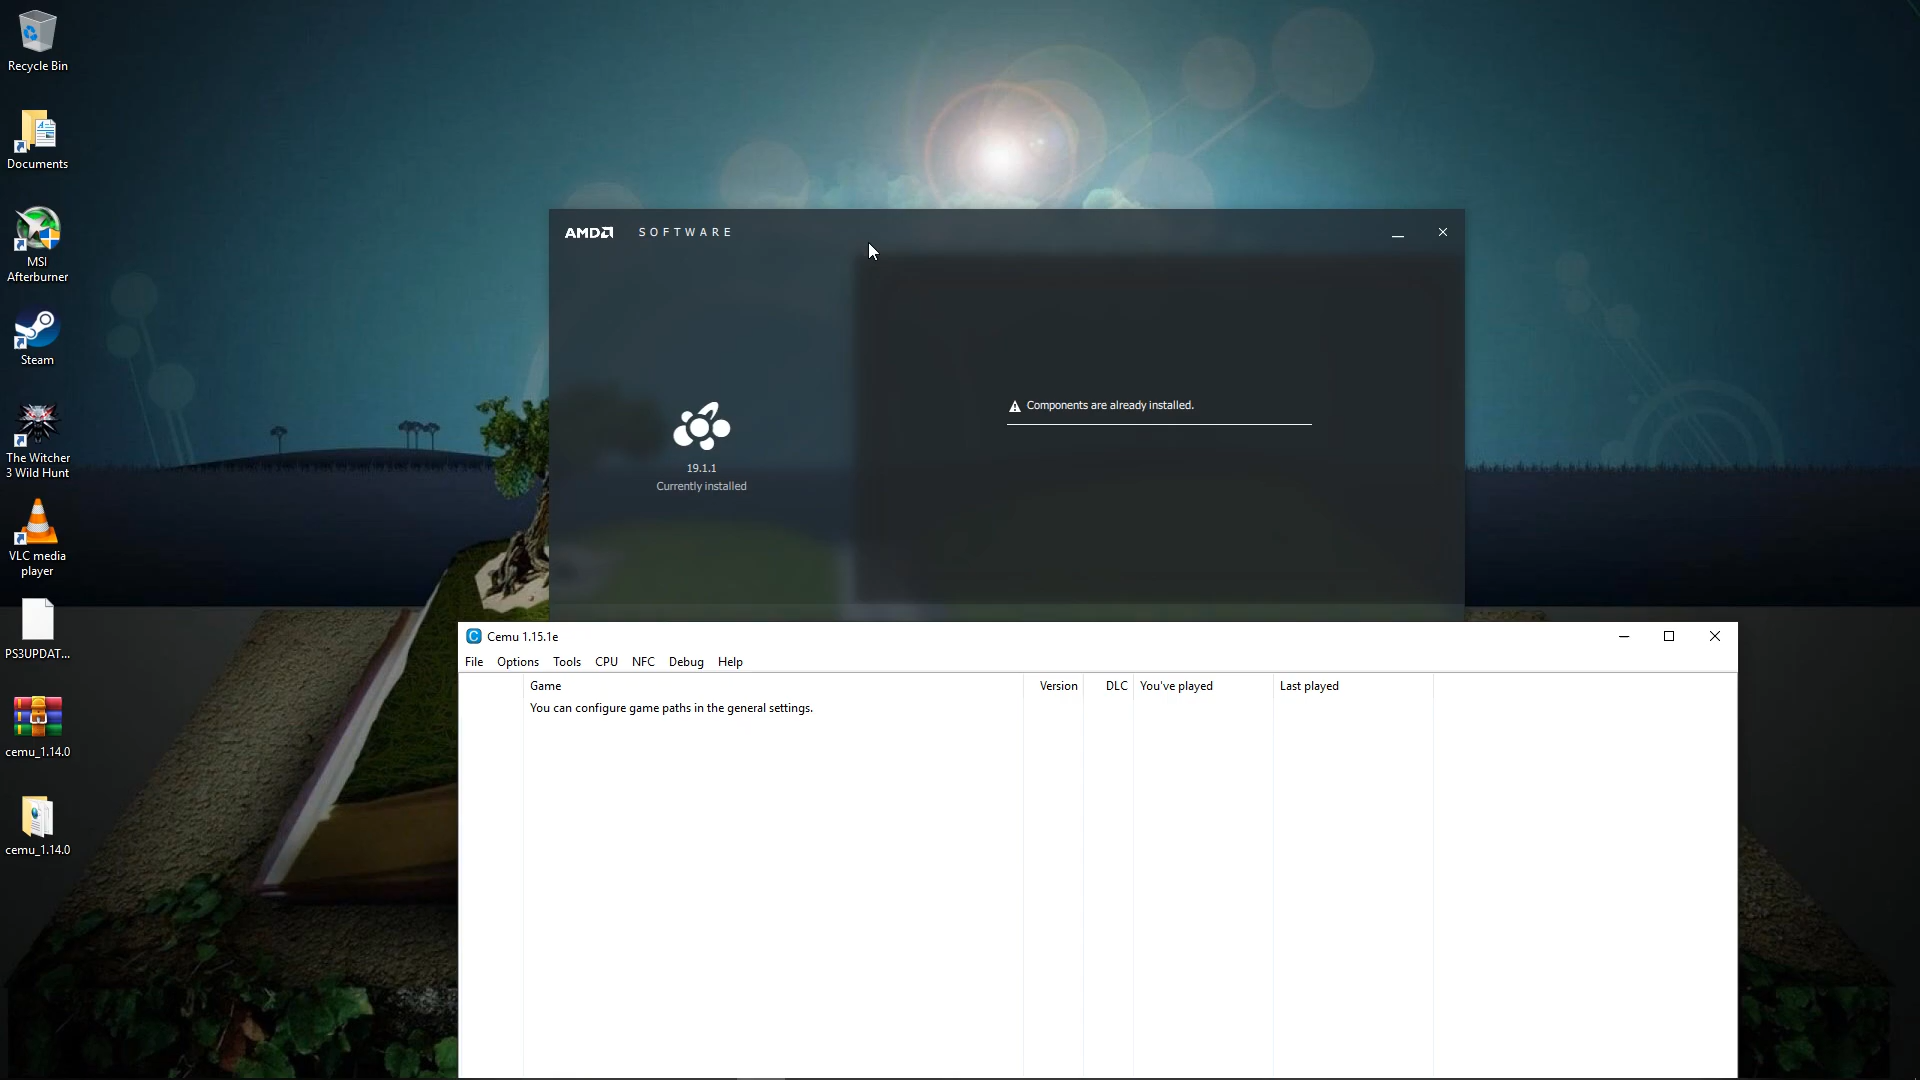 Recycle Bin
Documents
MSI
Afterburner
Steam
The Witcher
3 Wild Hunt
VLC media
player
PS3UPDAT...
cemu_1.14.0
cemu_1.14.0
AMD SOFTWARE
Components are already installed.
19.1.1
Currently installed
Cemu 1.15.1e
File Options Tools CPU NFC Debug Help
Game Version DLC You've played Last played
You can configure game paths in the general settings.